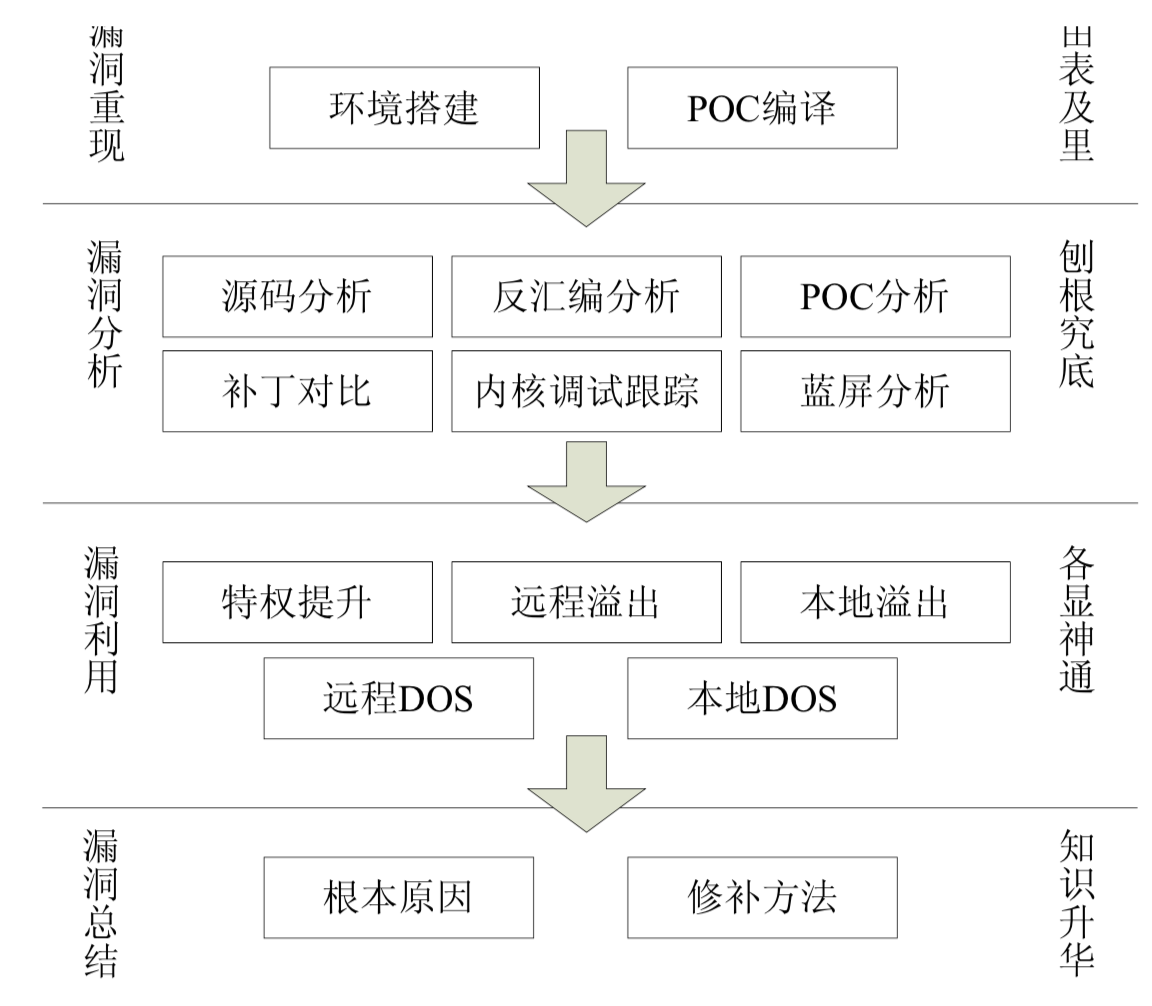 漏洞重现
环境搭建
POC编译
由表及里
漏洞分析
源码分析
反汇编分析
POC分析
补丁对比
内核调试跟踪
蓝屏分析
刨根究底
漏洞利用
特权提升
远程溢出
本地溢出
远程DOS
本地DOS
各显神通
漏洞总结
根本原因
修补方法
知识升华